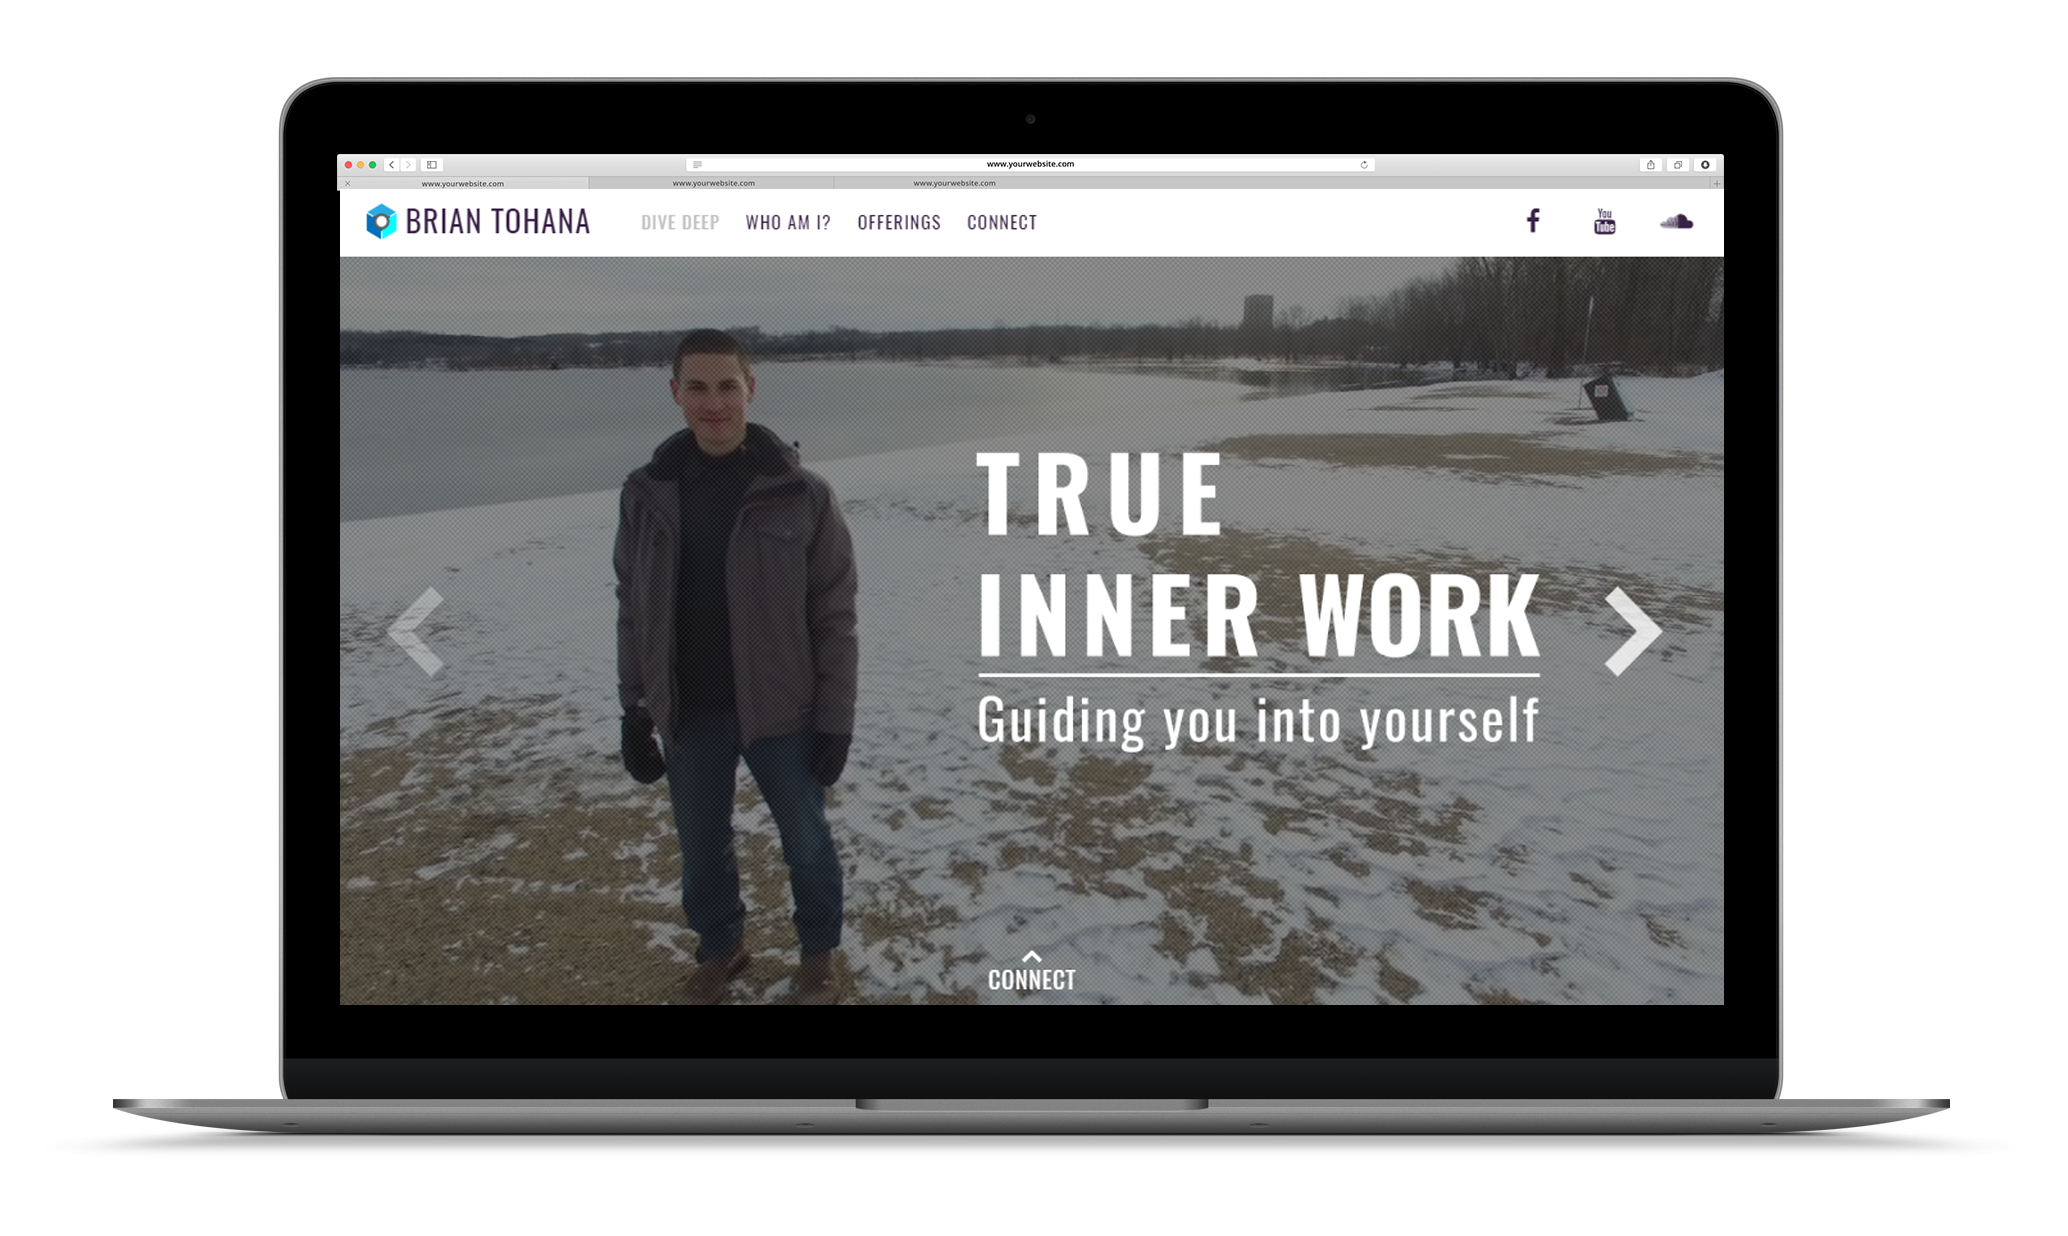 www.yourwebsite.com
www.yourwebsite.com www.yourwebsite.com www.yourwebsite.com
BRIAN TOHANA DIVE DEEP WHO AM I? OFFERINGS CONNECT You Tube
TRUE
INNER WORK
Guiding you into yourself
CONNECT